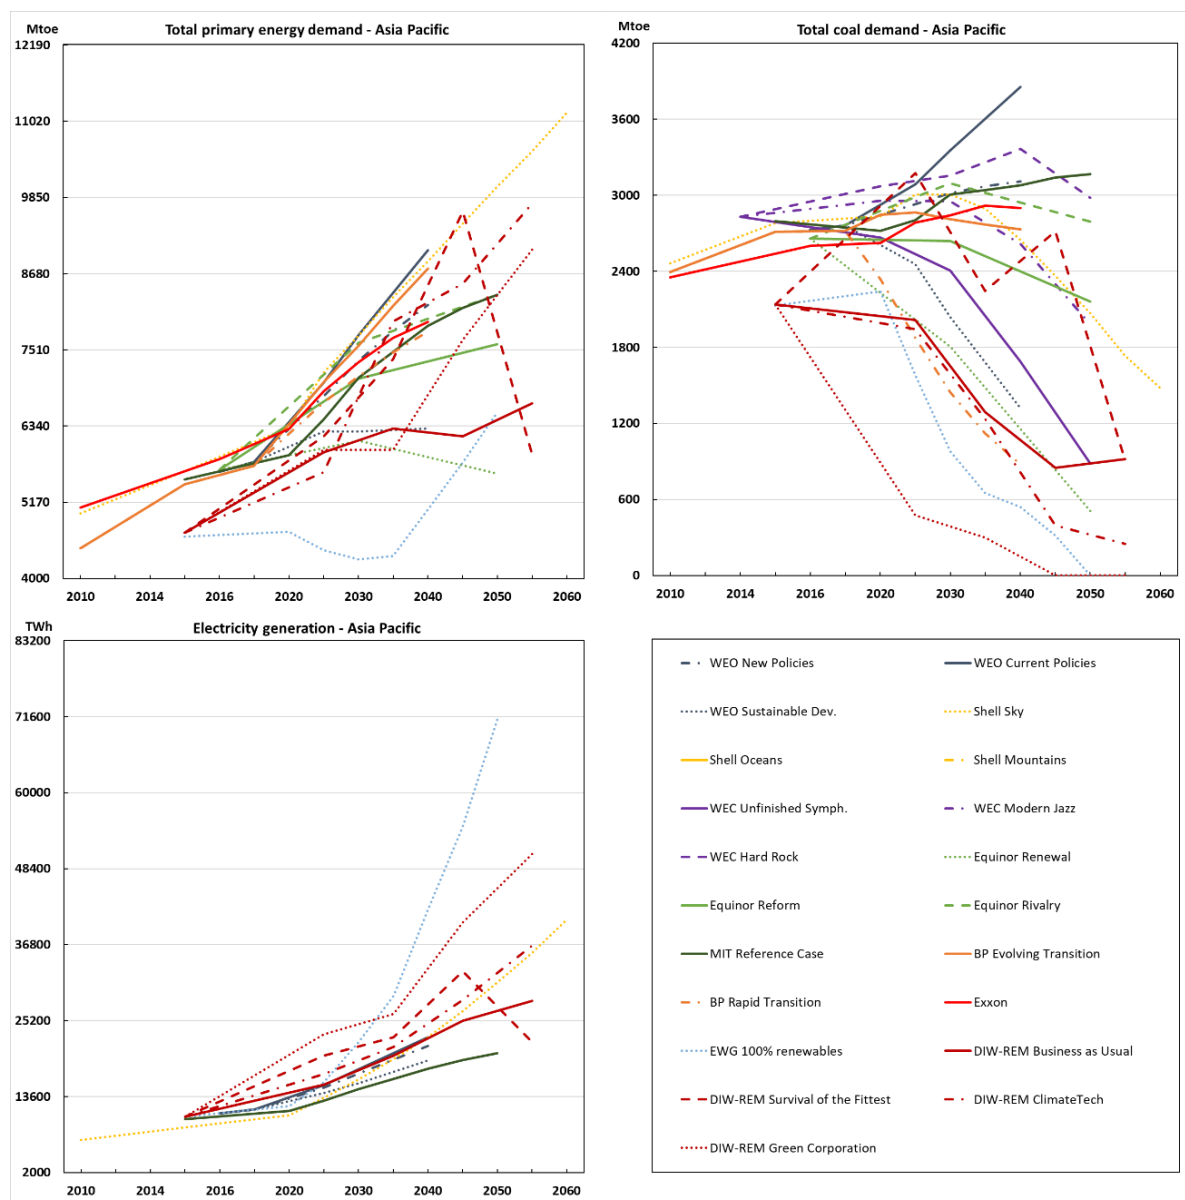 Total primary energy demand - Asia Pacific
Mtoe
12190
11020
9850
8680
7510
6340
5170
4000
2010 2014 2016 2020 2030 2040 2050 2060
Total coal demand - Asia Pacific
Mtoe
4200
3600
3000
2400
1800
1200
600
0
2010 2014 2016 2020 2030 2040 2050 2060
Electricity generation - Asia Pacific
TWh
83200
71600
60000
48400
36800
25200
13600
2000
2010 2014 2016 2020 2030 2040 2050 2060
WEO New Policies WEO Current Policies
WEO Sustainable Dev. Shell Sky
Shell Oceans Shell Mountains
WEC Unfinished Symph. WEC Modern Jazz
WEC Hard Rock Equinor Renewal
Equinor Reform Equinor Rivalry
MIT Reference Case BP Evolving Transition
BP Rapid Transition Exxon
EWG 100% renewables DIW-REM Business as Usual
DIW-REM Survival of the Fittest DIW-REM ClimateTech
DIW-REM Green Corporation